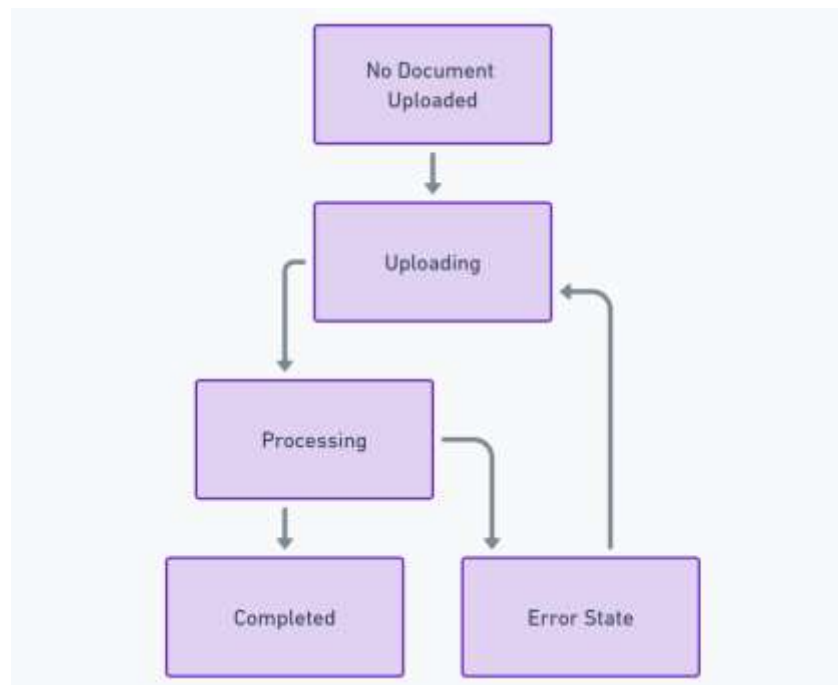 No Document
Uploaded
Uploading
Processing
Completed
Error State